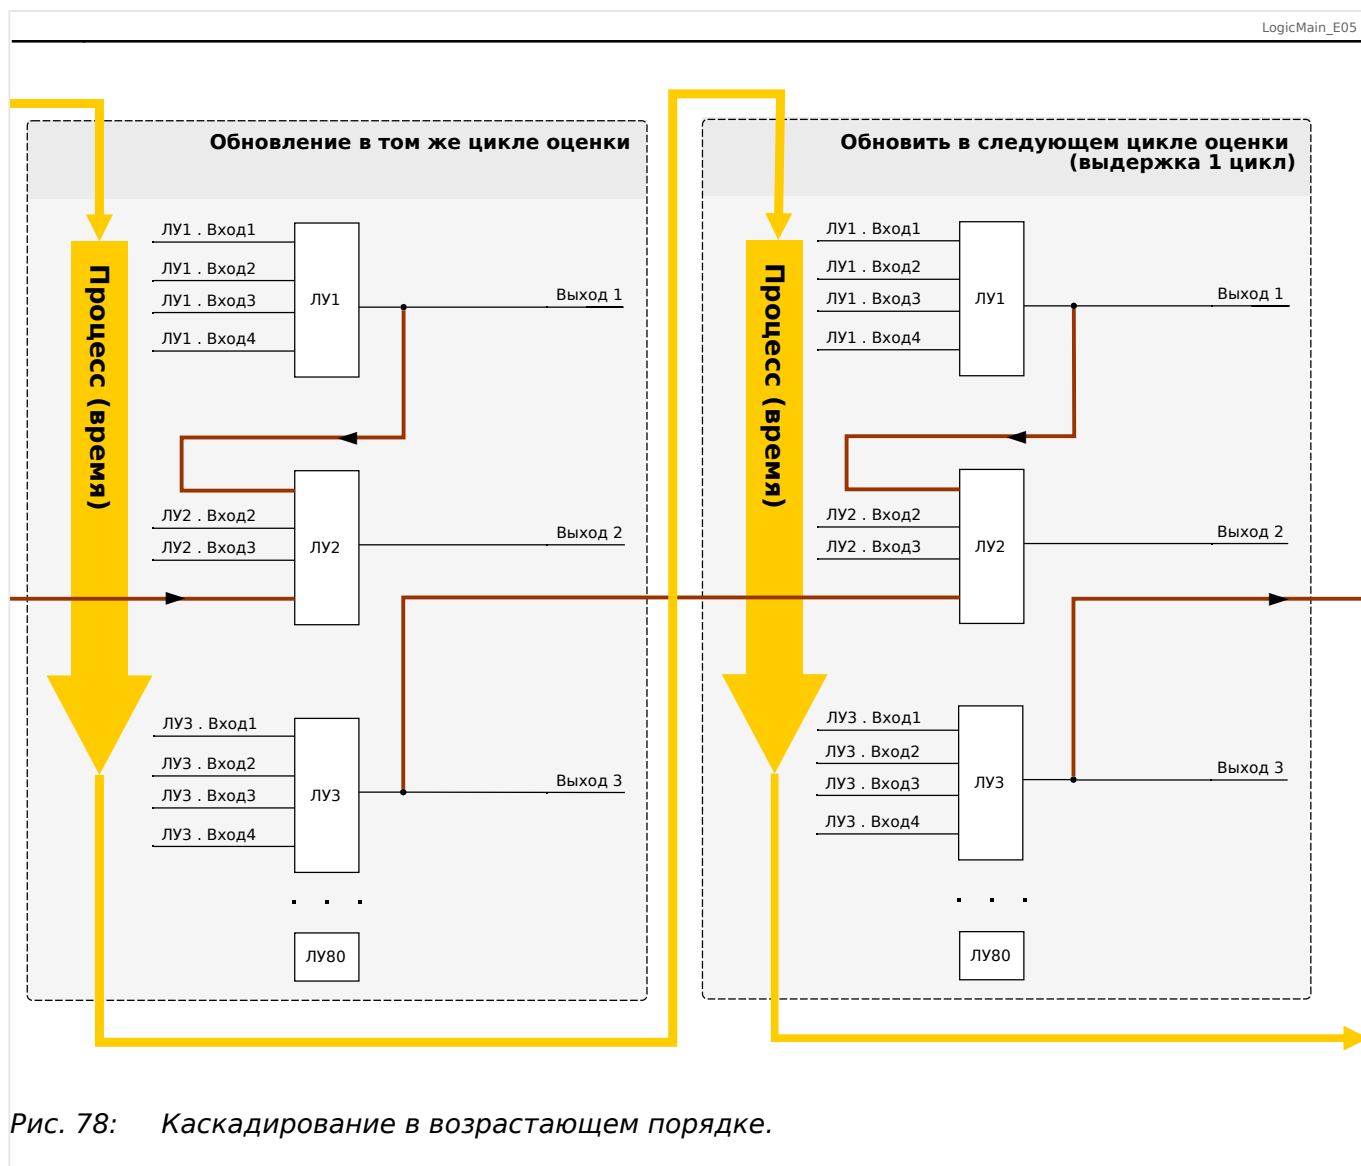 LogicMain_E05
Обновление в том же цикле оценки
Процесс (время)
ЛУ1 . Вход1
ЛУ1 . Вход2
ЛУ1 . Вход3
ЛУ1 . Вход4
ЛУ1
Выход 1
ЛУ2 . Вход2
ЛУ2 . Вход3
ЛУ2
Выход 2
ЛУ3 . Вход1
ЛУ3 . Вход2
ЛУ3 . Вход3
ЛУ3 . Вход4
ЛУ3
Выход 3
. . .
ЛУ80
Обновить в следующем цикле оценки
(выдержка 1 цикл)
Процесс (время)
ЛУ1 . Вход1
ЛУ1 . Вход2
ЛУ1 . Вход3
ЛУ1 . Вход4
ЛУ1
Выход 1
ЛУ2 . Вход2
ЛУ2 . Вход3
ЛУ2
Выход 2
ЛУ3 . Вход1
ЛУ3 . Вход2
ЛУ3 . Вход3
ЛУ3 . Вход4
ЛУ3
Выход 3
. . .
ЛУ80
Рис. 78: Каскадирование в возрастающем порядке.